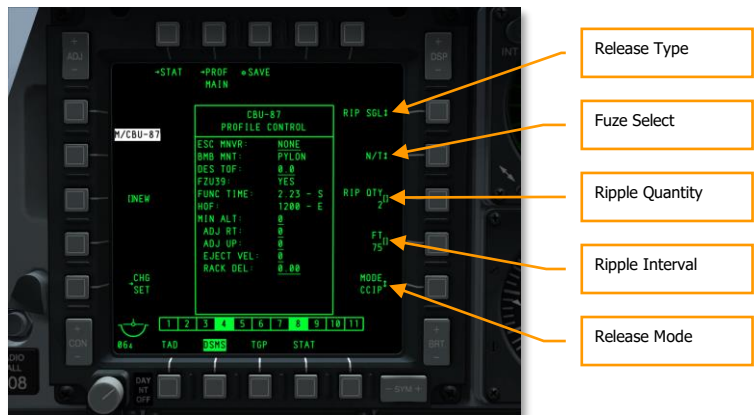 ADJ
DSP
INT
→STAT
→PROF
MAIN
●SAVE
RIP SGL↕
M/CBU-87
N/T↕
CBU-87
PROFILE CONTROL
ESC MNVR: NONE
BMB MNT: PYLON
DES TOF: 0.0
FZU39: YES
FUNC TIME: 2.23 - S
HOF: 1200 - E
MIN ALT: 0
ADJ RT: 0
ADJ UP: 0
EJECT VEL: 0
RACK DEL: 0.00
[]NEW
RIP QTY
2[]
FT
75[]
→CHG
SET
MODE↕
CCIP
1 2 3 4 5 6 7 8 9 10 11
CON
BRT
TAD
DSMS
TGP
STAT
DAY
NT
OFF
-SYM+
08
Release Type
Fuze Select
Ripple Quantity
Ripple Interval
Release Mode